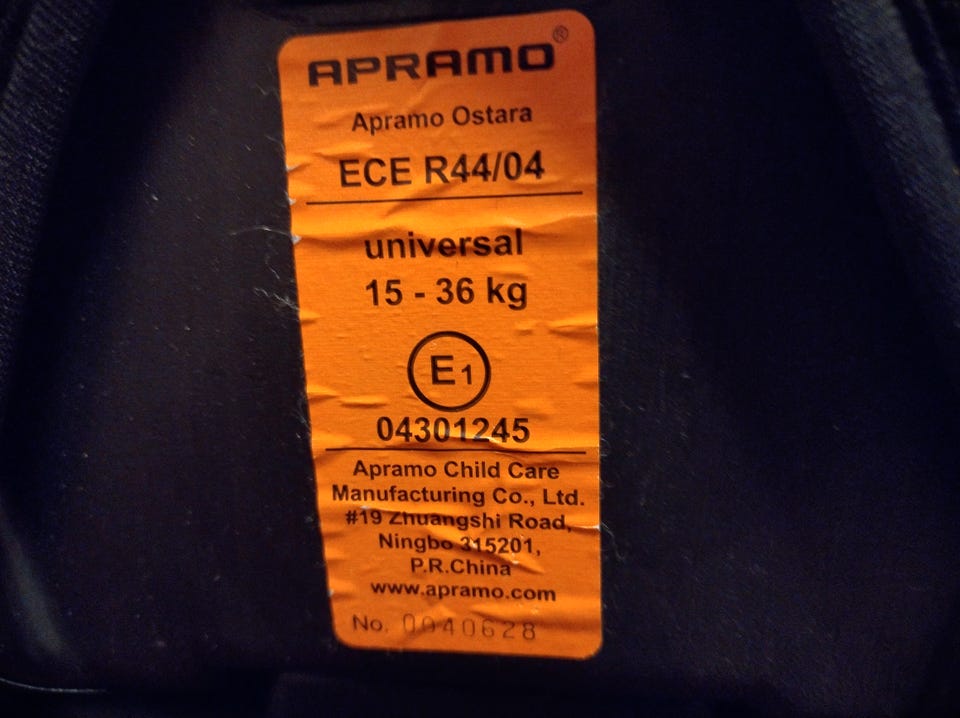 APRAMO®
Apramo Ostara
ECE R44/04
universal
15 - 36 kg
E1
04301245
Apramo Child Care
Manufacturing Co., Ltd.
#19 Zhuangshi Road,
Ningbo 315201,
P.R.China
www.apramo.com
No. 0040628